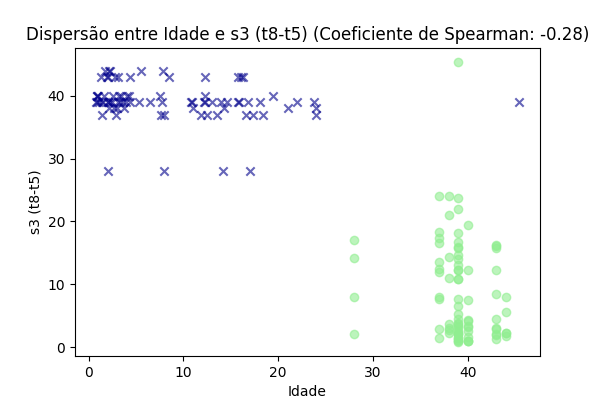 Dispersão entre Idade e s3 (t8-t5) (Coeficiente de Spearman: -0.28)
s3 (t8-t5)
40
30
20
10
0
0 10 20 30 40
Idade